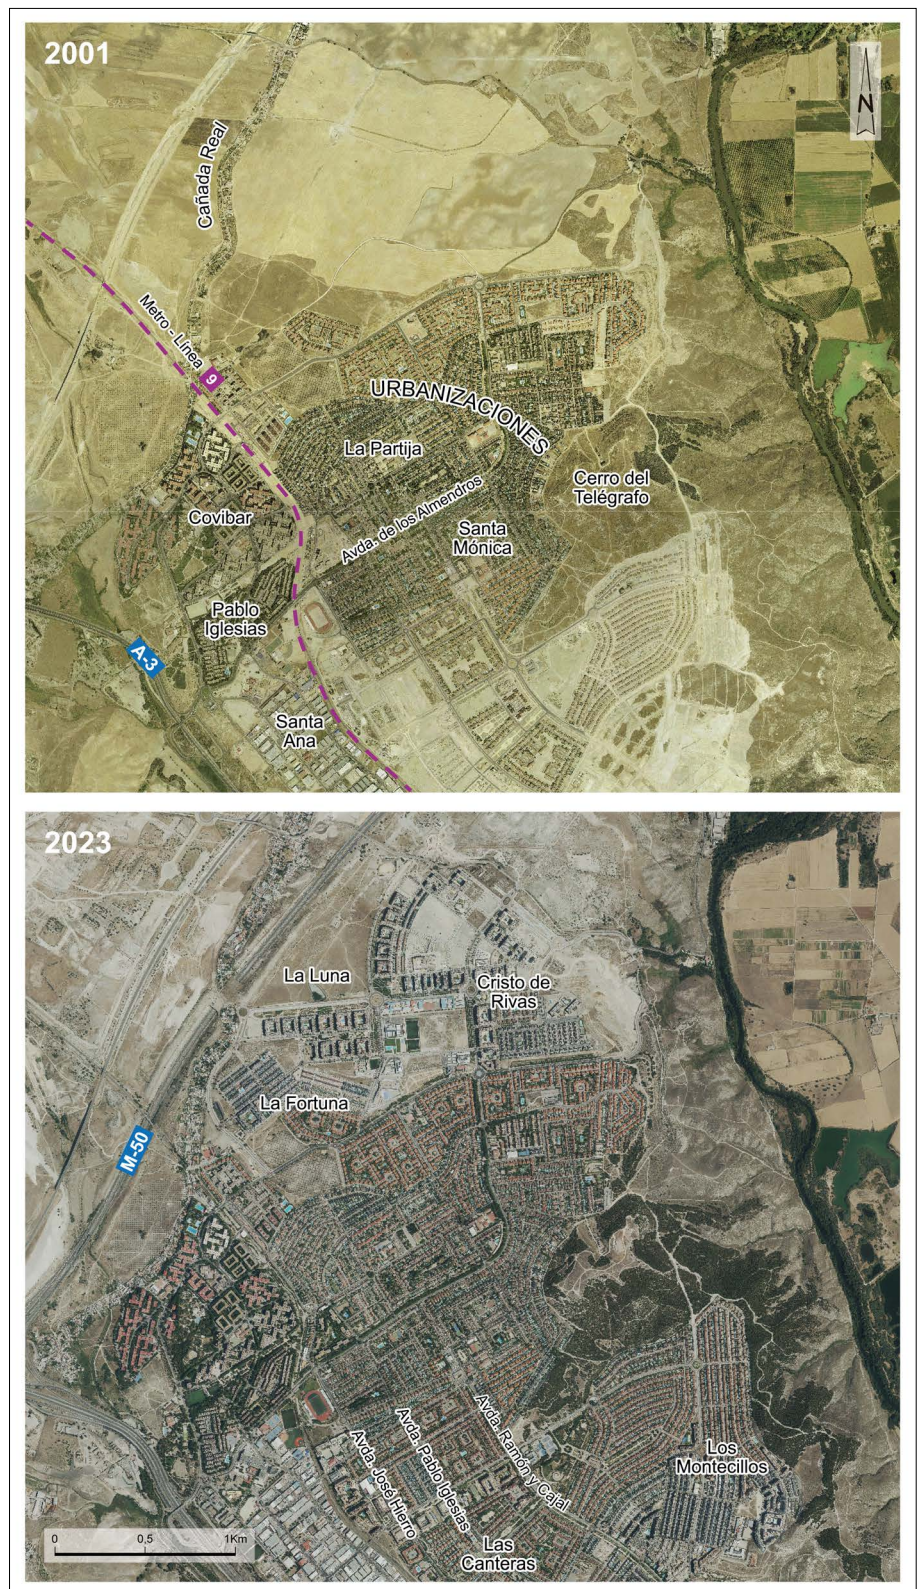 2001
N
Cañada Real
Metro - Línea 9
URBANIZACIONES
La Partija
Cerro del
Telégrafo
Avda. de los Almendros
Covibar
Santa
Mónica
Pablo
Iglesias
A-3
Santa
Ana
2023
La Luna
Cristo de
Rivas
La Fortuna
M-50
Avda. Ramón y Cajal
Avda. Pablo Iglesias
Avda. José Hierro
Los
Montecillos
Las
Canteras
0 0,5 1Km